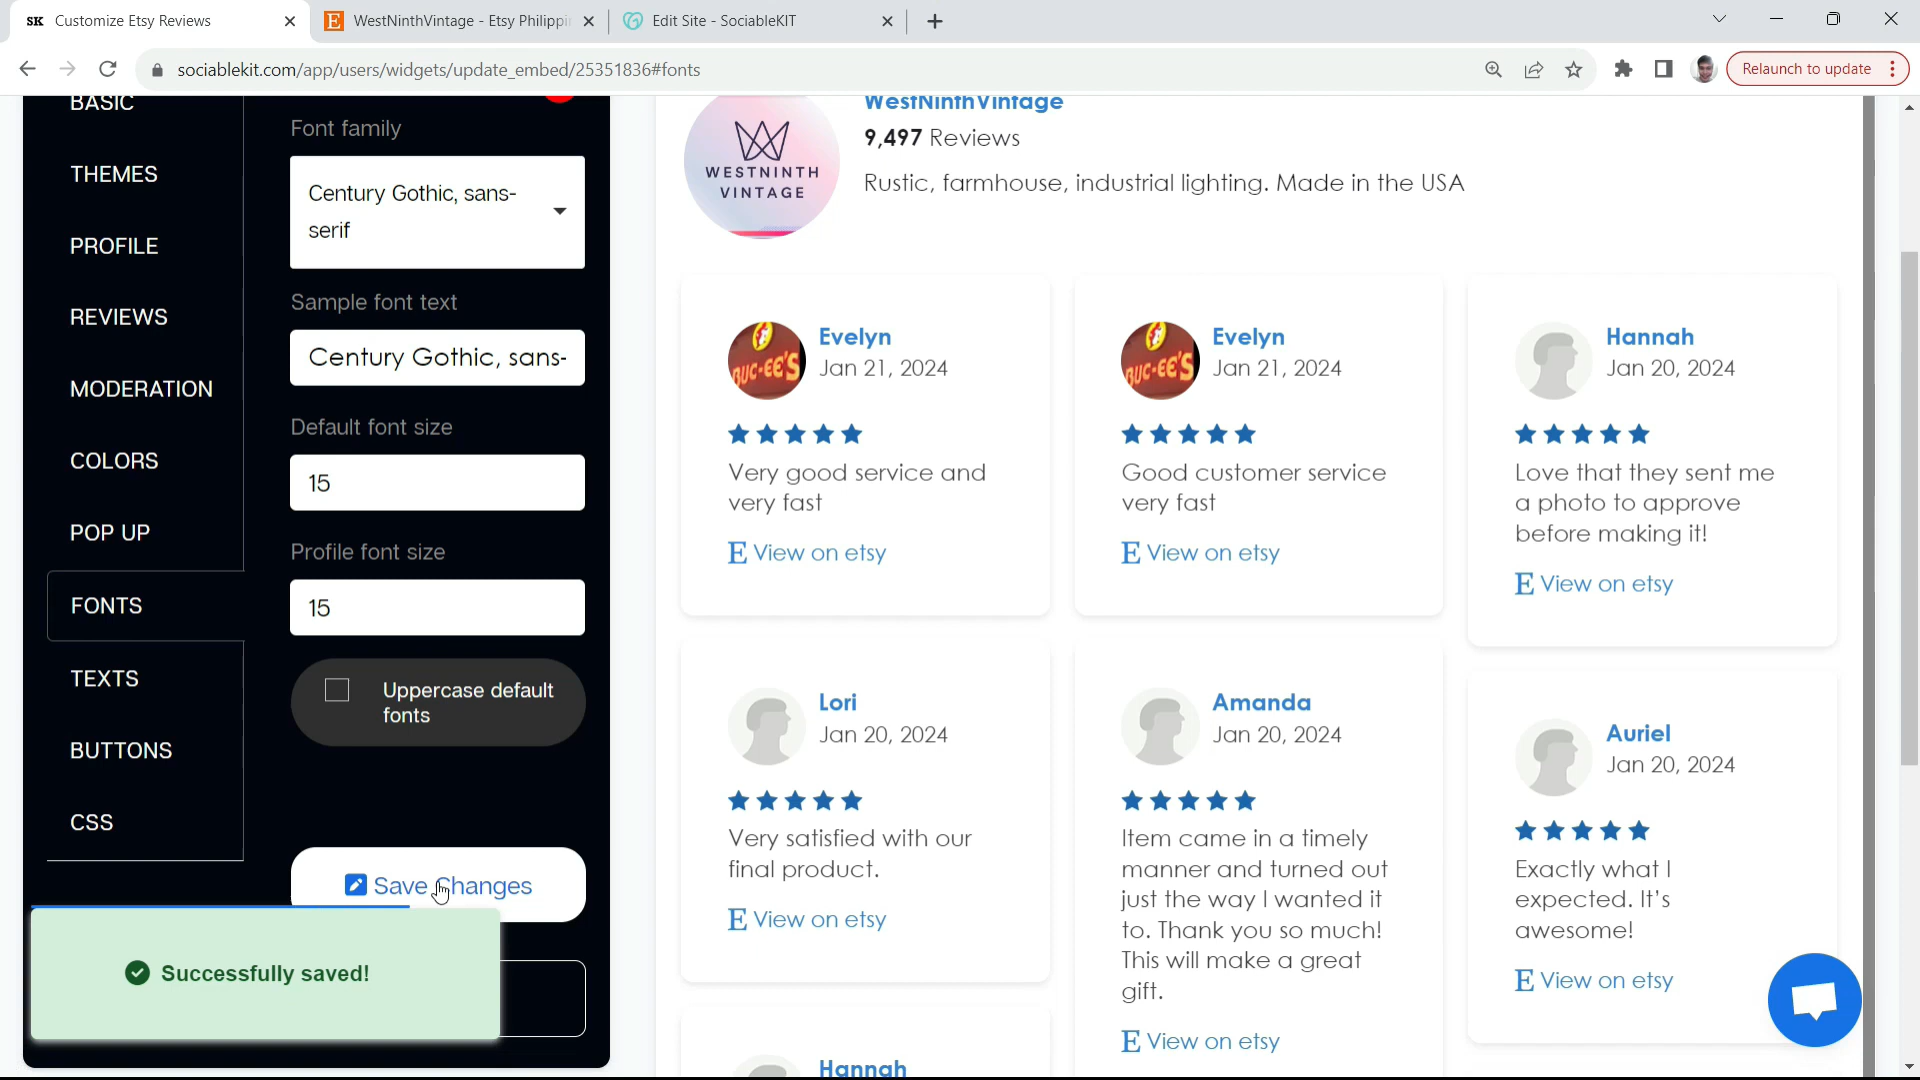 SK Customize Etsy Reviews
E WestNinthVintage - Etsy Philippi
Edit Site - SociableKIT
sociablekit.com/app/users/widgets/update_embed/25351836#fonts
Relaunch to update
BASIC
THEMES
PROFILE
REVIEWS
MODERATION
COLORS
POP UP
FONTS
TEXTS
BUTTONS
CSS
Font family
Century Gothic, sans-
serif
Sample font text
Century Gothic, sans-
Default font size
15
Profile font size
15
Uppercase default
fonts
Save Changes
Successfully saved!
WESTNINTH
VINTAGE
WestNinthVintage
9,497 Reviews
Rustic, farmhouse, industrial lighting. Made in the USA
BUC-EE'S
Evelyn
Jan 21, 2024
Very good service and
very fast
E View on etsy
BUC-EE'S
Evelyn
Jan 21, 2024
Good customer service
very fast
E View on etsy
Hannah
Jan 20, 2024
Love that they sent me
a photo to approve
before making it!
E View on etsy
Lori
Jan 20, 2024
Very satisfied with our
final product.
E View on etsy
Amanda
Jan 20, 2024
Item came in a timely
manner and turned out
just the way I wanted it
to. Thank you so much!
This will make a great
gift.
E View on etsy
Auriel
Jan 20, 2024
Exactly what I
expected. It's
awesome!
E View on etsy
Hannah